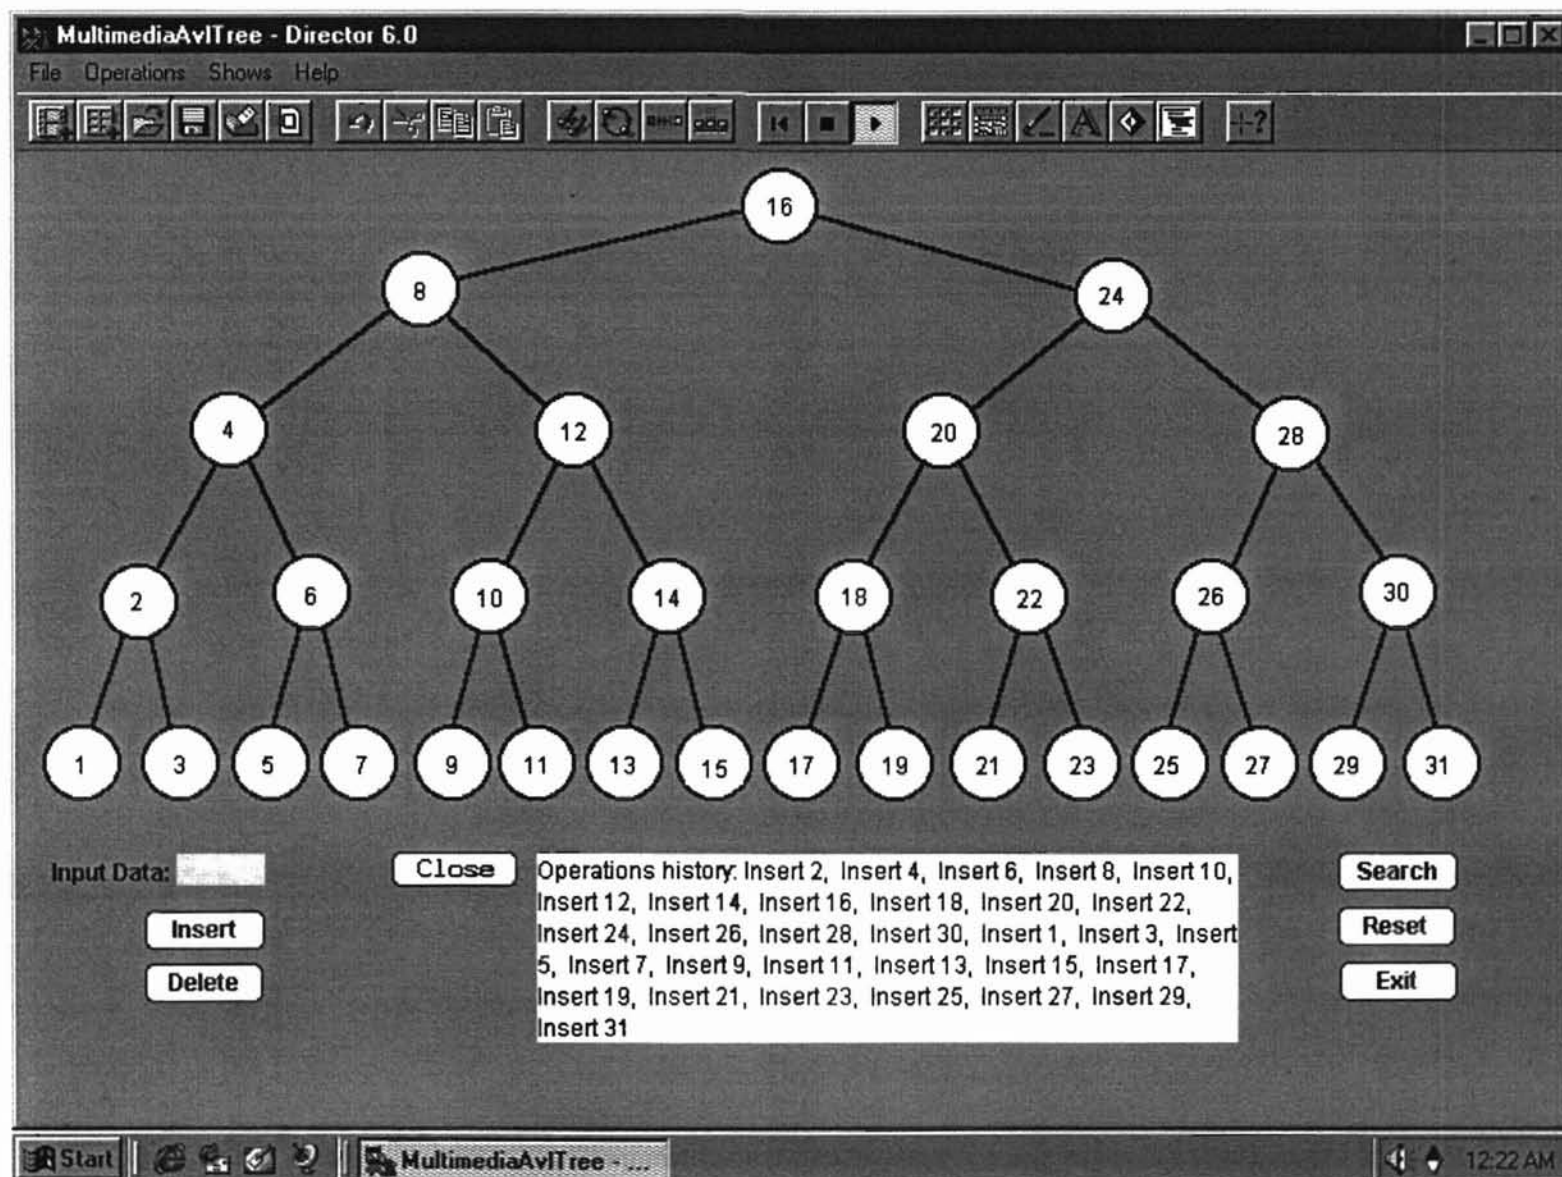 MultimediaAvlTree - Director 6.0
File Operations Shows Help
16
8 24
4 12 20 28
2 6 10 14 18 22 26 30
1 3 5 7 9 11 13 15 17 19 21 23 25 27 29 31
Input Data:
Insert
Delete
Close
Operations history: Insert 2, Insert 4, Insert 6, Insert 8, Insert 10,
Insert 12, Insert 14, Insert 16, Insert 18, Insert 20, Insert 22,
Insert 24, Insert 26, Insert 28, Insert 30, Insert 1, Insert 3, Insert
5, Insert 7, Insert 9, Insert 11, Insert 13, Insert 15, Insert 17,
Insert 19, Insert 21, Insert 23, Insert 25, Insert 27, Insert 29,
Insert 31
Search
Reset
Exit
Start
MultimediaAvlTree - ...
12:22 AM